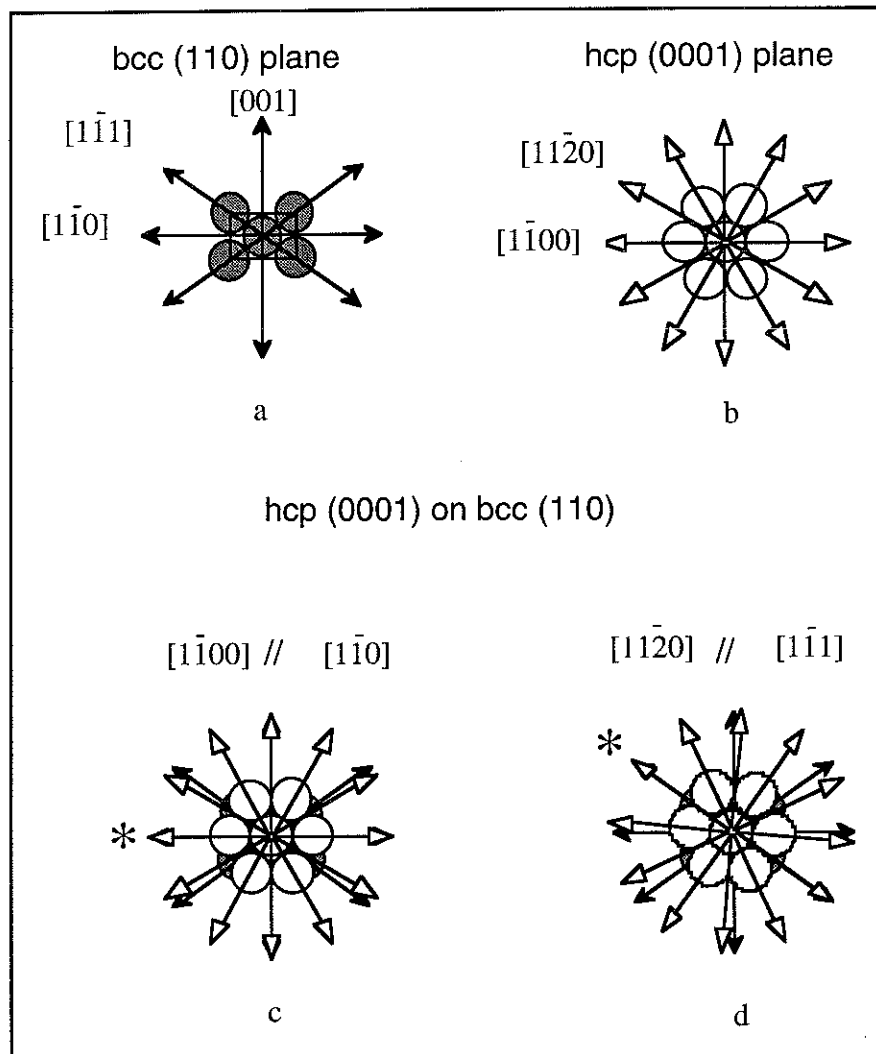 bcc (110) plane
hcp (0001) plane
[001]
[11̄1]
[11̄0]
[112̄0]
[11̄00]
a
b
hcp (0001) on bcc (110)
[11̄00] // [11̄0]
[112̄0] // [11̄1]
*
*
c
d